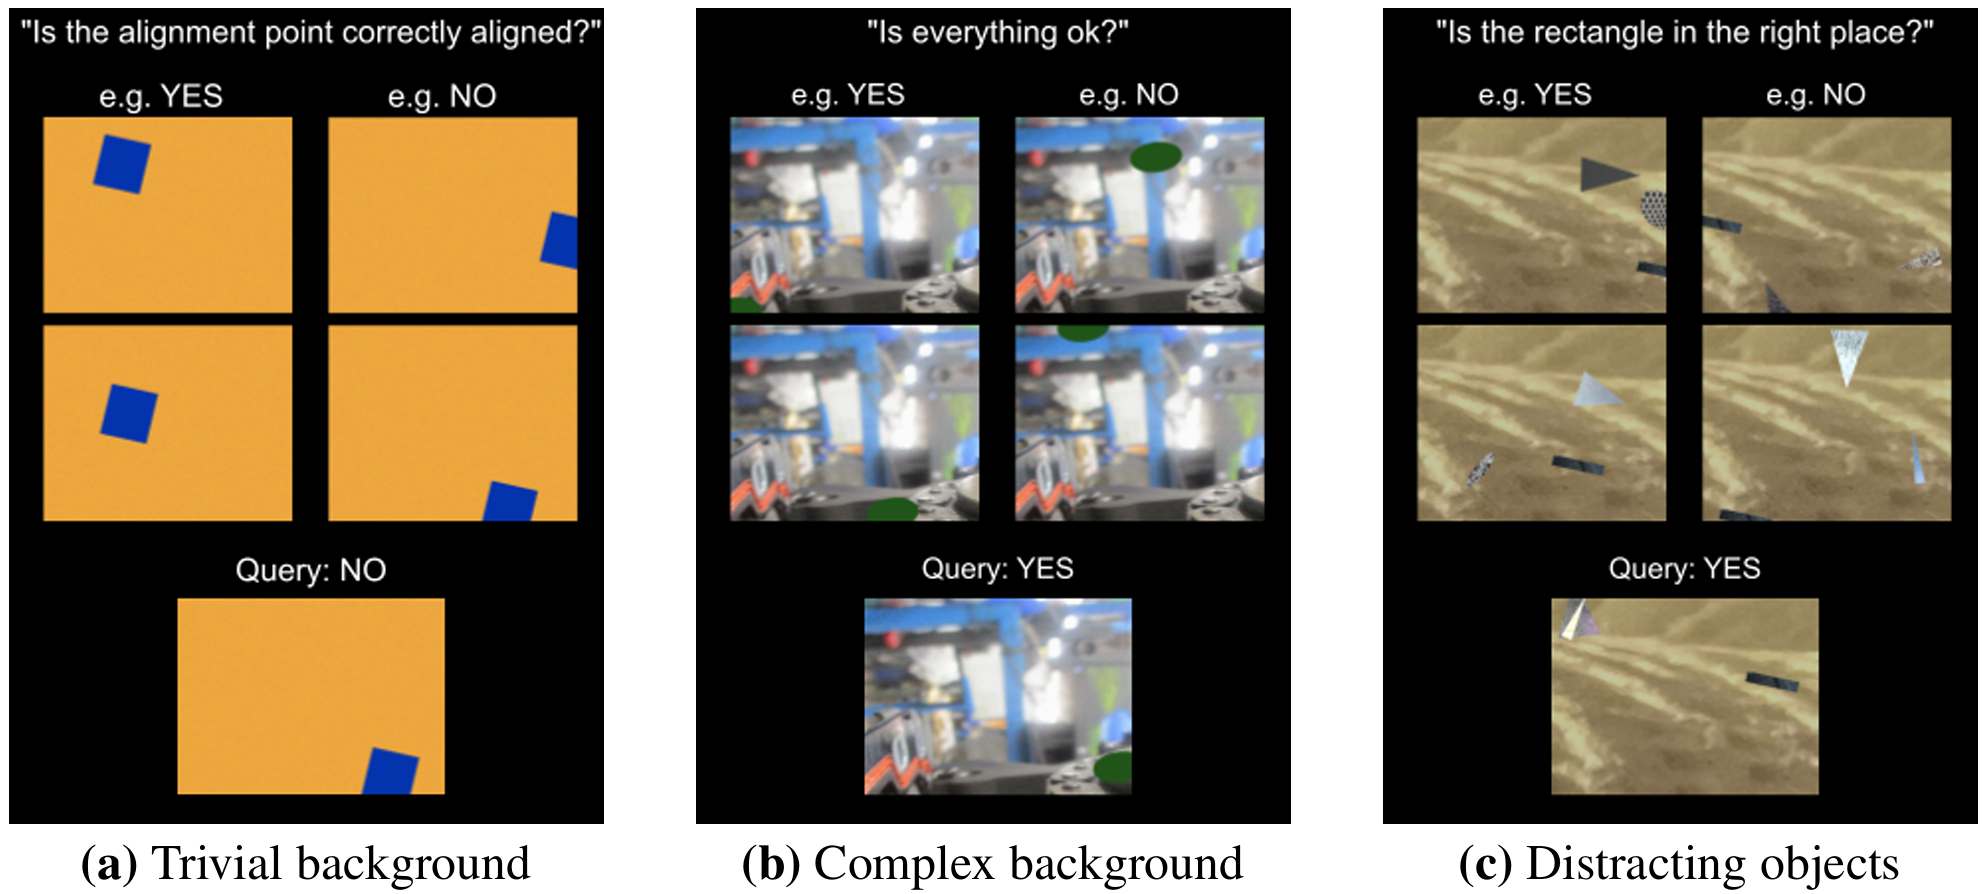 "Is the alignment point correctly aligned?"
e.g. YES
e.g. NO
Query: NO
(a) Trivial background
"Is everything ok?"
e.g. YES
e.g. NO
Query: YES
(b) Complex background
"Is the rectangle in the right place?"
e.g. YES
e.g. NO
Query: YES
(c) Distracting objects